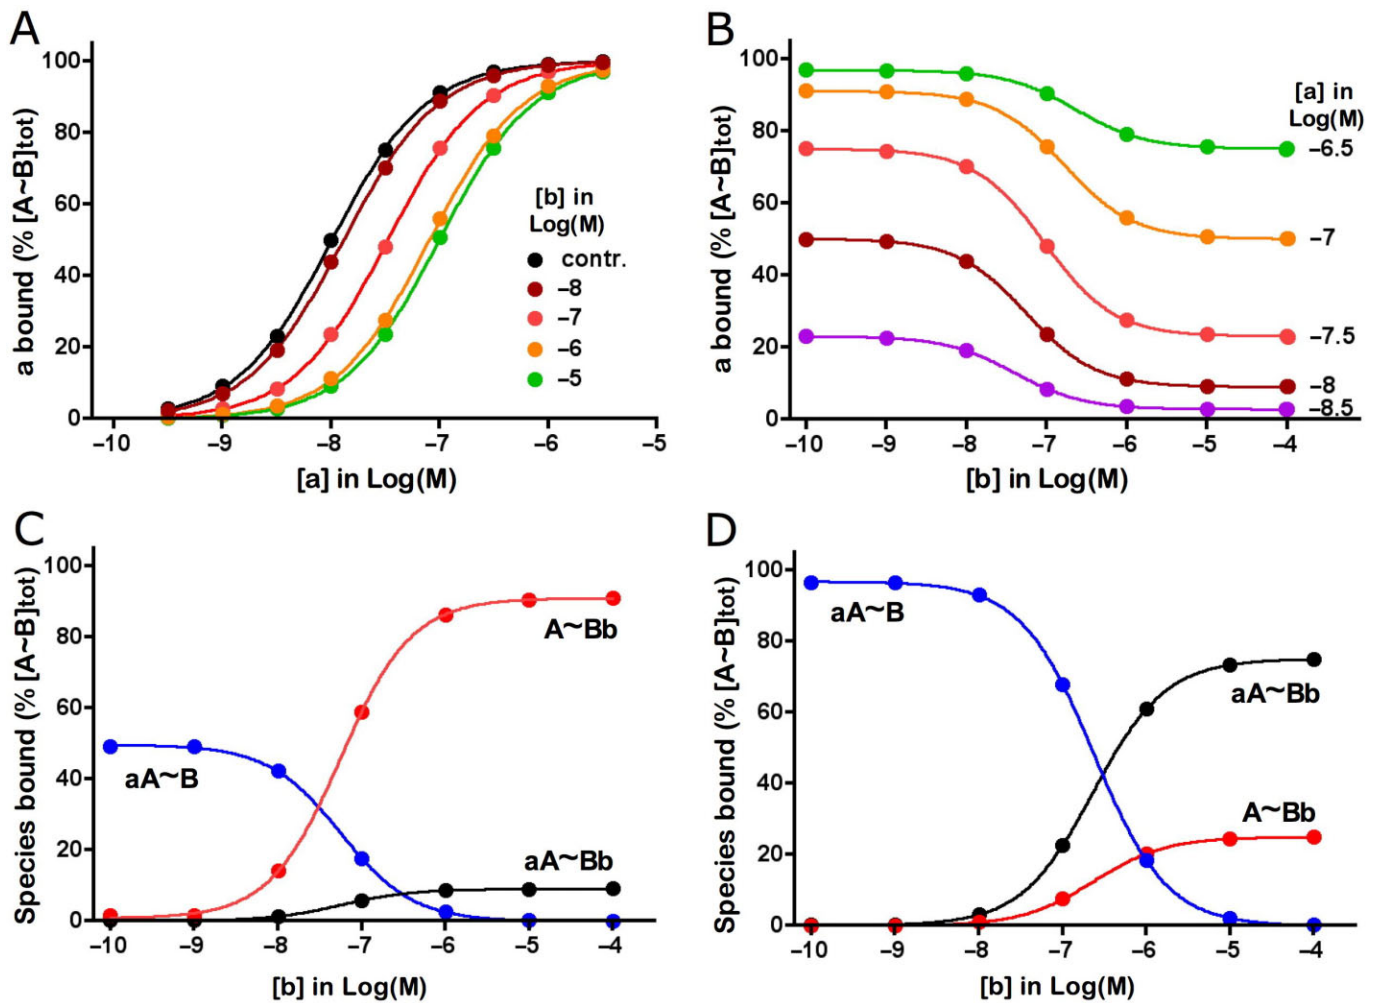 A
a bound (% [A~B]tot)
100
80
60
40
20
0
−10
−9
−8
−7
−6
−5
[a] in Log(M)
[b] in
Log(M)
contr.
−8
−7
−6
−5
B
a bound (% [A~B]tot)
100
80
60
40
20
0
−10
−9
−8
−7
−6
−5
−4
[b] in Log(M)
[a] in
Log(M)
−6.5
−7
−7.5
−8
−8.5
C
Species bound (% [A~B]tot)
100
80
60
40
20
0
−10
−9
−8
−7
−6
−5
−4
[b] in Log(M)
A~Bb
aA~B
aA~Bb
D
Species bound (% [A~B]tot)
100
80
60
40
20
0
−10
−9
−8
−7
−6
−5
−4
[b] in Log(M)
aA~B
aA~Bb
A~Bb